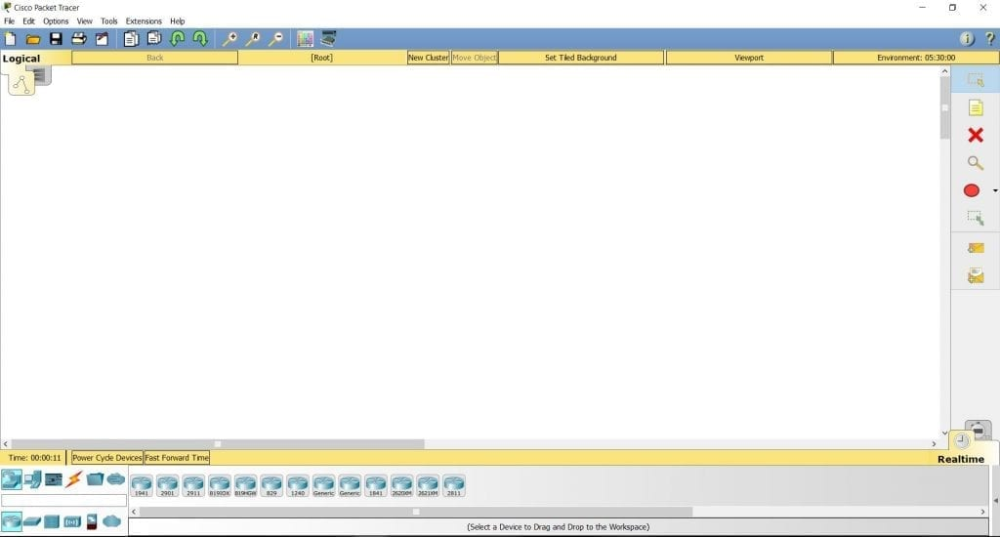 Cisco Packet Tracer
File Edit Options View Tools Extensions Help
Logical Back [Root] New Cluster Move Object Set Tiled Background Viewport Environment: 05:30:00
Time: 00:00:11 Power Cycle Devices Fast Forward Time Realtime
1941 2901 2911 819IOX 819HGW 829 1240 Generic Generic 1841 2620XM 2621XM 2811
(Select a Device to Drag and Drop to the Workspace)